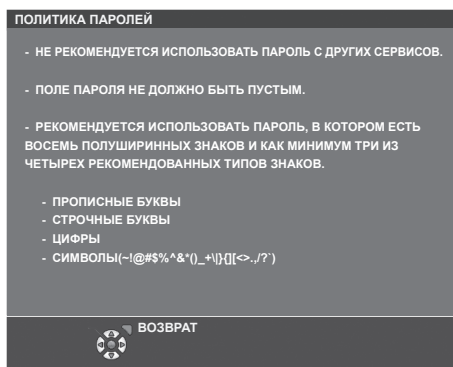 ПОЛИТИКА ПАРОЛЕЙ
- НЕ РЕКОМЕНДУЕТСЯ ИСПОЛЬЗОВАТЬ ПАРОЛЬ С ДРУГИХ СЕРВИСОВ.
- ПОЛЕ ПАРОЛЯ НЕ ДОЛЖНО БЫТЬ ПУСТЫМ.
- РЕКОМЕНДУЕТСЯ ИСПОЛЬЗОВАТЬ ПАРОЛЬ, В КОТОРОМ ЕСТЬ
ВОСЕМЬ ПОЛУШИРИННЫХ ЗНАКОВ И КАК МИНИМУМ ТРИ ИЗ
ЧЕТЫРЕХ РЕКОМЕНДОВАННЫХ ТИПОВ ЗНАКОВ.
- ПРОПИСНЫЕ БУКВЫ
- СТРОЧНЫЕ БУКВЫ
- ЦИФРЫ
- СИМВОЛЫ(~!@#$%^&*()_+\|}{][<>.,/?`)
ВОЗВРАТ